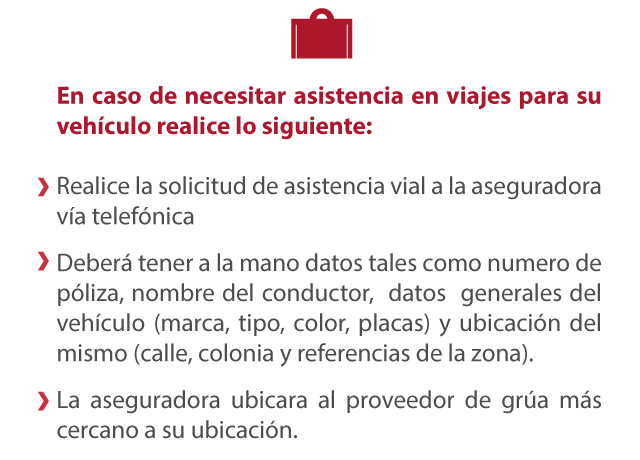 En caso de necesitar asistencia en viajes para su
vehículo realice lo siguiente:
Realice la solicitud de asistencia vial a la aseguradora
vía telefónica
Deberá tener a la mano datos tales como numero de
póliza, nombre del conductor, datos generales del
vehículo (marca, tipo, color, placas) y ubicación del
mismo (calle, colonia y referencias de la zona).
La aseguradora ubicara al proveedor de grúa más
cercano a su ubicación.